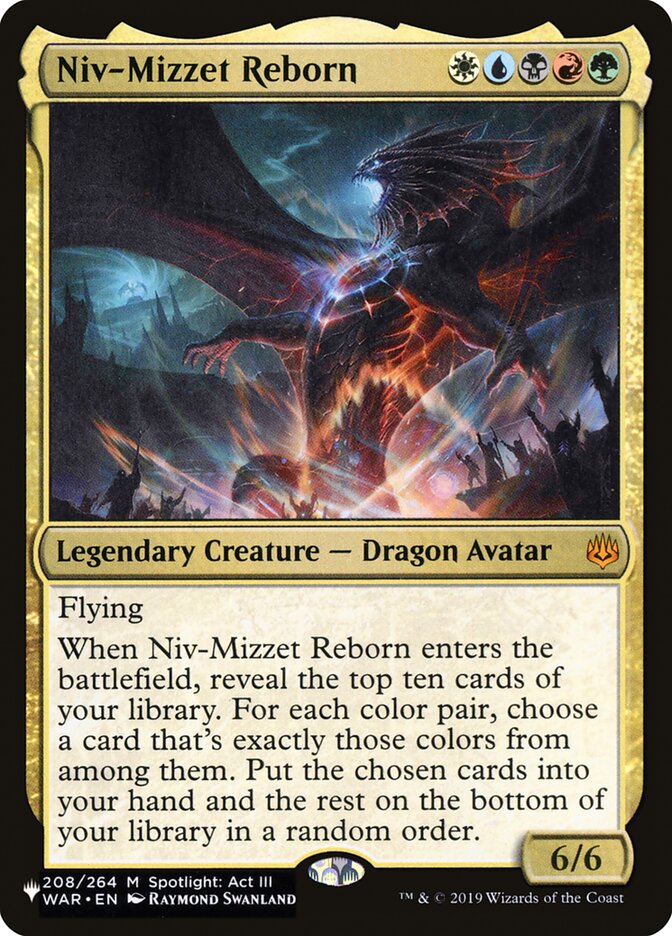 Niv-Mizzet Reborn
Legendary Creature — Dragon Avatar
Flying
When Niv-Mizzet Reborn enters the
battlefield, reveal the top ten cards of
your library. For each color pair, choose
a card that's exactly those colors from
among them. Put the chosen cards into
your hand and the rest on the bottom of
your library in a random order.
6/6
208/264 M Spotlight: Act III
WAR • EN Raymond Swanland
™ & © 2019 Wizards of the Coast